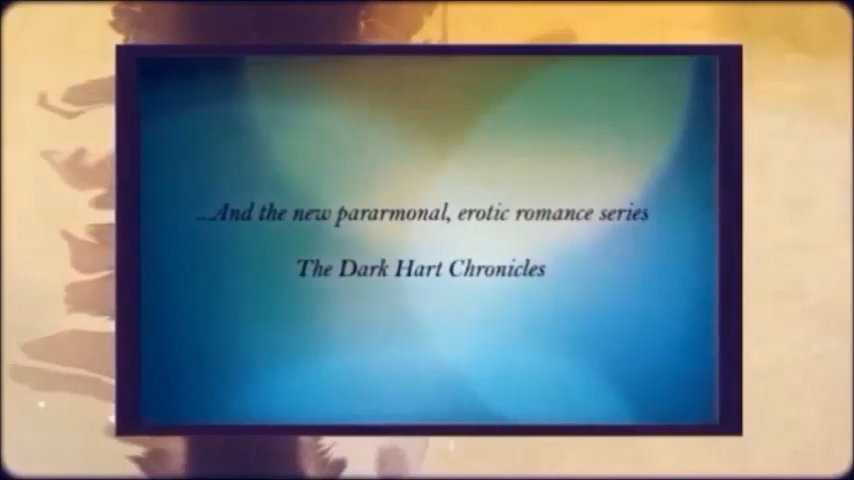 ...And the new pararmonal, erotic romance series
The Dark Hart Chronicles